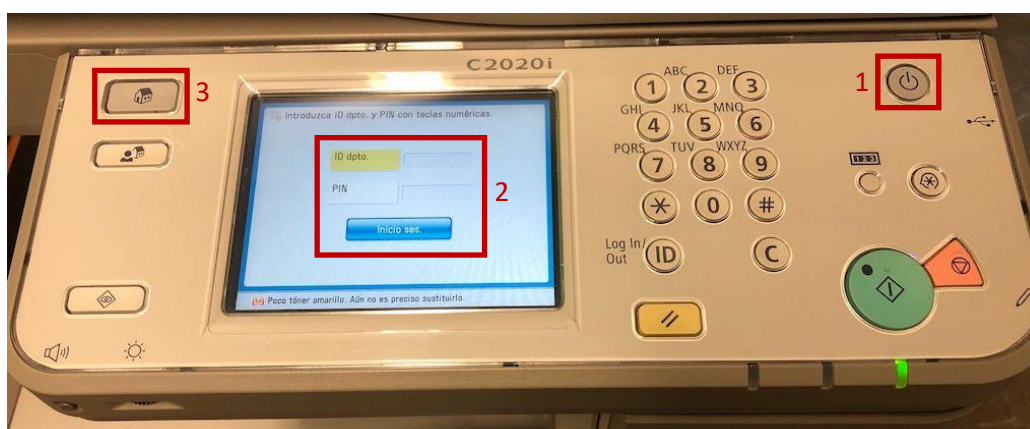 C2020i
3
1
Introduzca ID dpto. y PIN con teclas numéricas.
ID dpto.
PIN
2
Inicio ses.
Poco tóner amarillo. Aún no es preciso sustituirlo.
ABC DEF
1 2 3
GHI JKL MNO
4 5 6
PQRS TUV WXYZ
7 8 9
* 0 #
Log In/
Out
ID
C
123